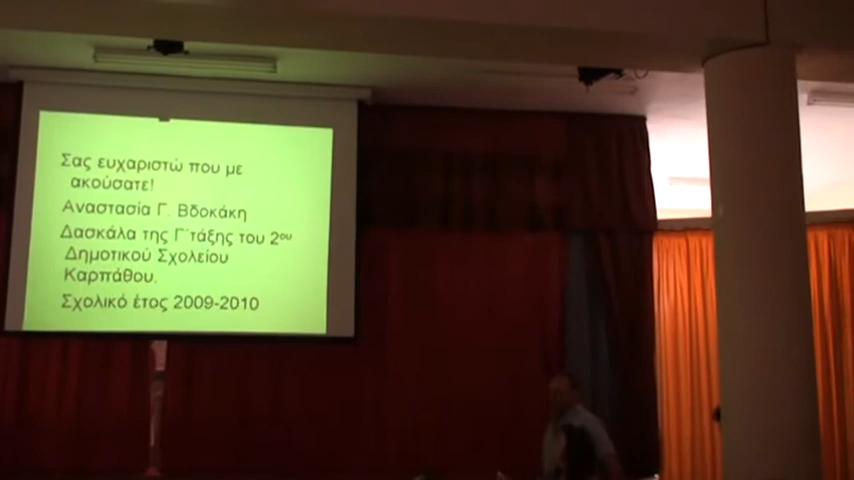 Σας ευχαριστώ που με
ακούσατε!
Αναστασία Γ. Βδοκάκη
Δασκάλα της Γ΄τάξης του 2ου
Δημοτικού Σχολείου
Καρπάθου.
Σχολικό έτος 2009-2010